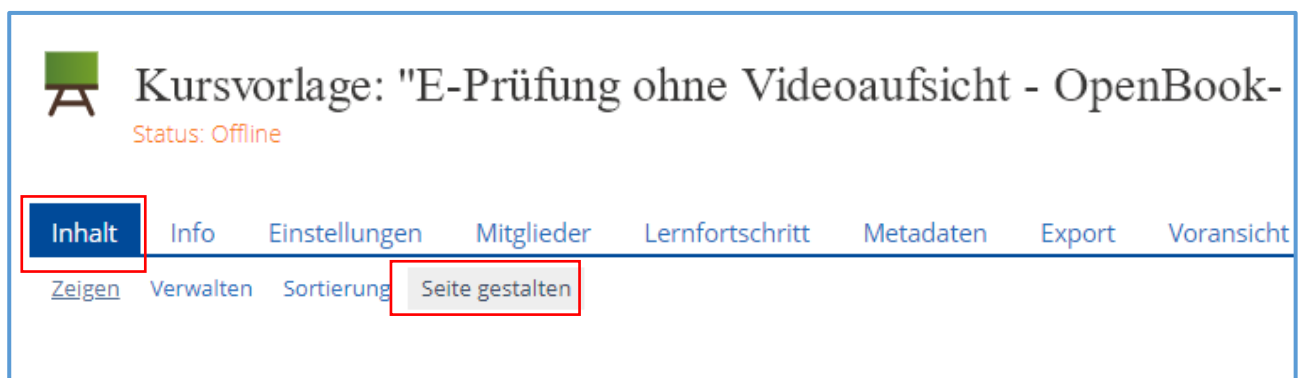 Kursvorlage: "E-Prüfung ohne Videoaufsicht - OpenBook-
Status: Offline
Inhalt Info Einstellungen Mitglieder Lernfortschritt Metadaten Export Voransicht
Zeigen Verwalten Sortierung Seite gestalten